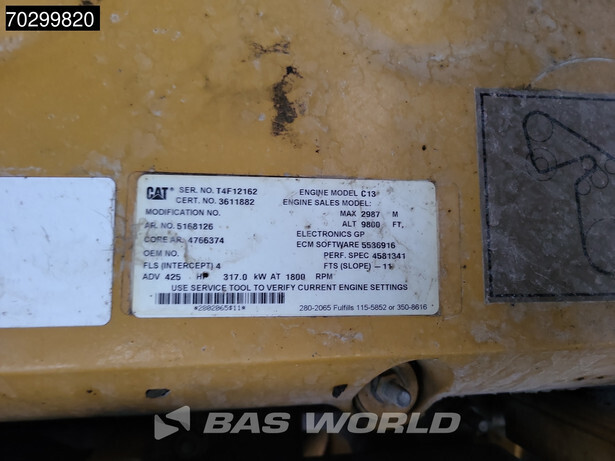 70299820
CAT SER. NO. T4F12162 ENGINE MODEL C13
CERT. NO. 3611882 ENGINE SALES MODEL:
MODIFICATION NO. MAX 2987 M
AR. NO. 5168126 ALT 9800 FT.
CORE AR. 4766374 ELECTRONICS GP
OEM NO. ECM SOFTWARE 5536916
PERF. SPEC 4581341
FLS (INTERCEPT) 4 FTS (SLOPE) -11
ADV 425 HP 317.0 kW AT 1800 RPM
USE SERVICE TOOL TO VERIFY CURRENT ENGINE SETTINGS
*2802065#11* 280-2065 Fulfills 115-5852 or 350-8616
BAS WORLD